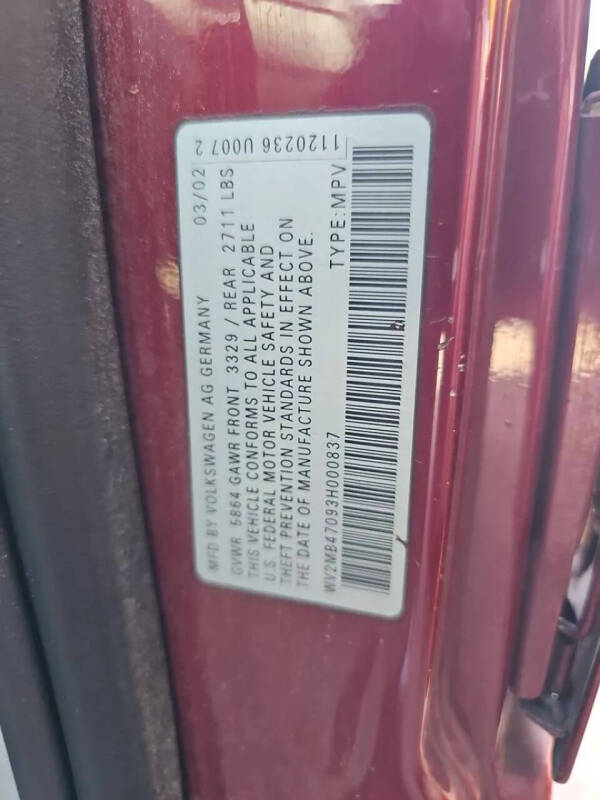 MFD BY VOLKSWAGEN AG GERMANY 03/02
GVWR 5864 GAWR FRONT 3329 / REAR 2711 LBS
THIS VEHICLE CONFORMS TO ALL APPLICABLE
U.S. FEDERAL MOTOR VEHICLE SAFETY AND
THEFT PREVENTION STANDARDS IN EFFECT ON
THE DATE OF MANUFACTURE SHOWN ABOVE.
WV2MB47093H000837 TYPE:MPV
1120236 U007 2